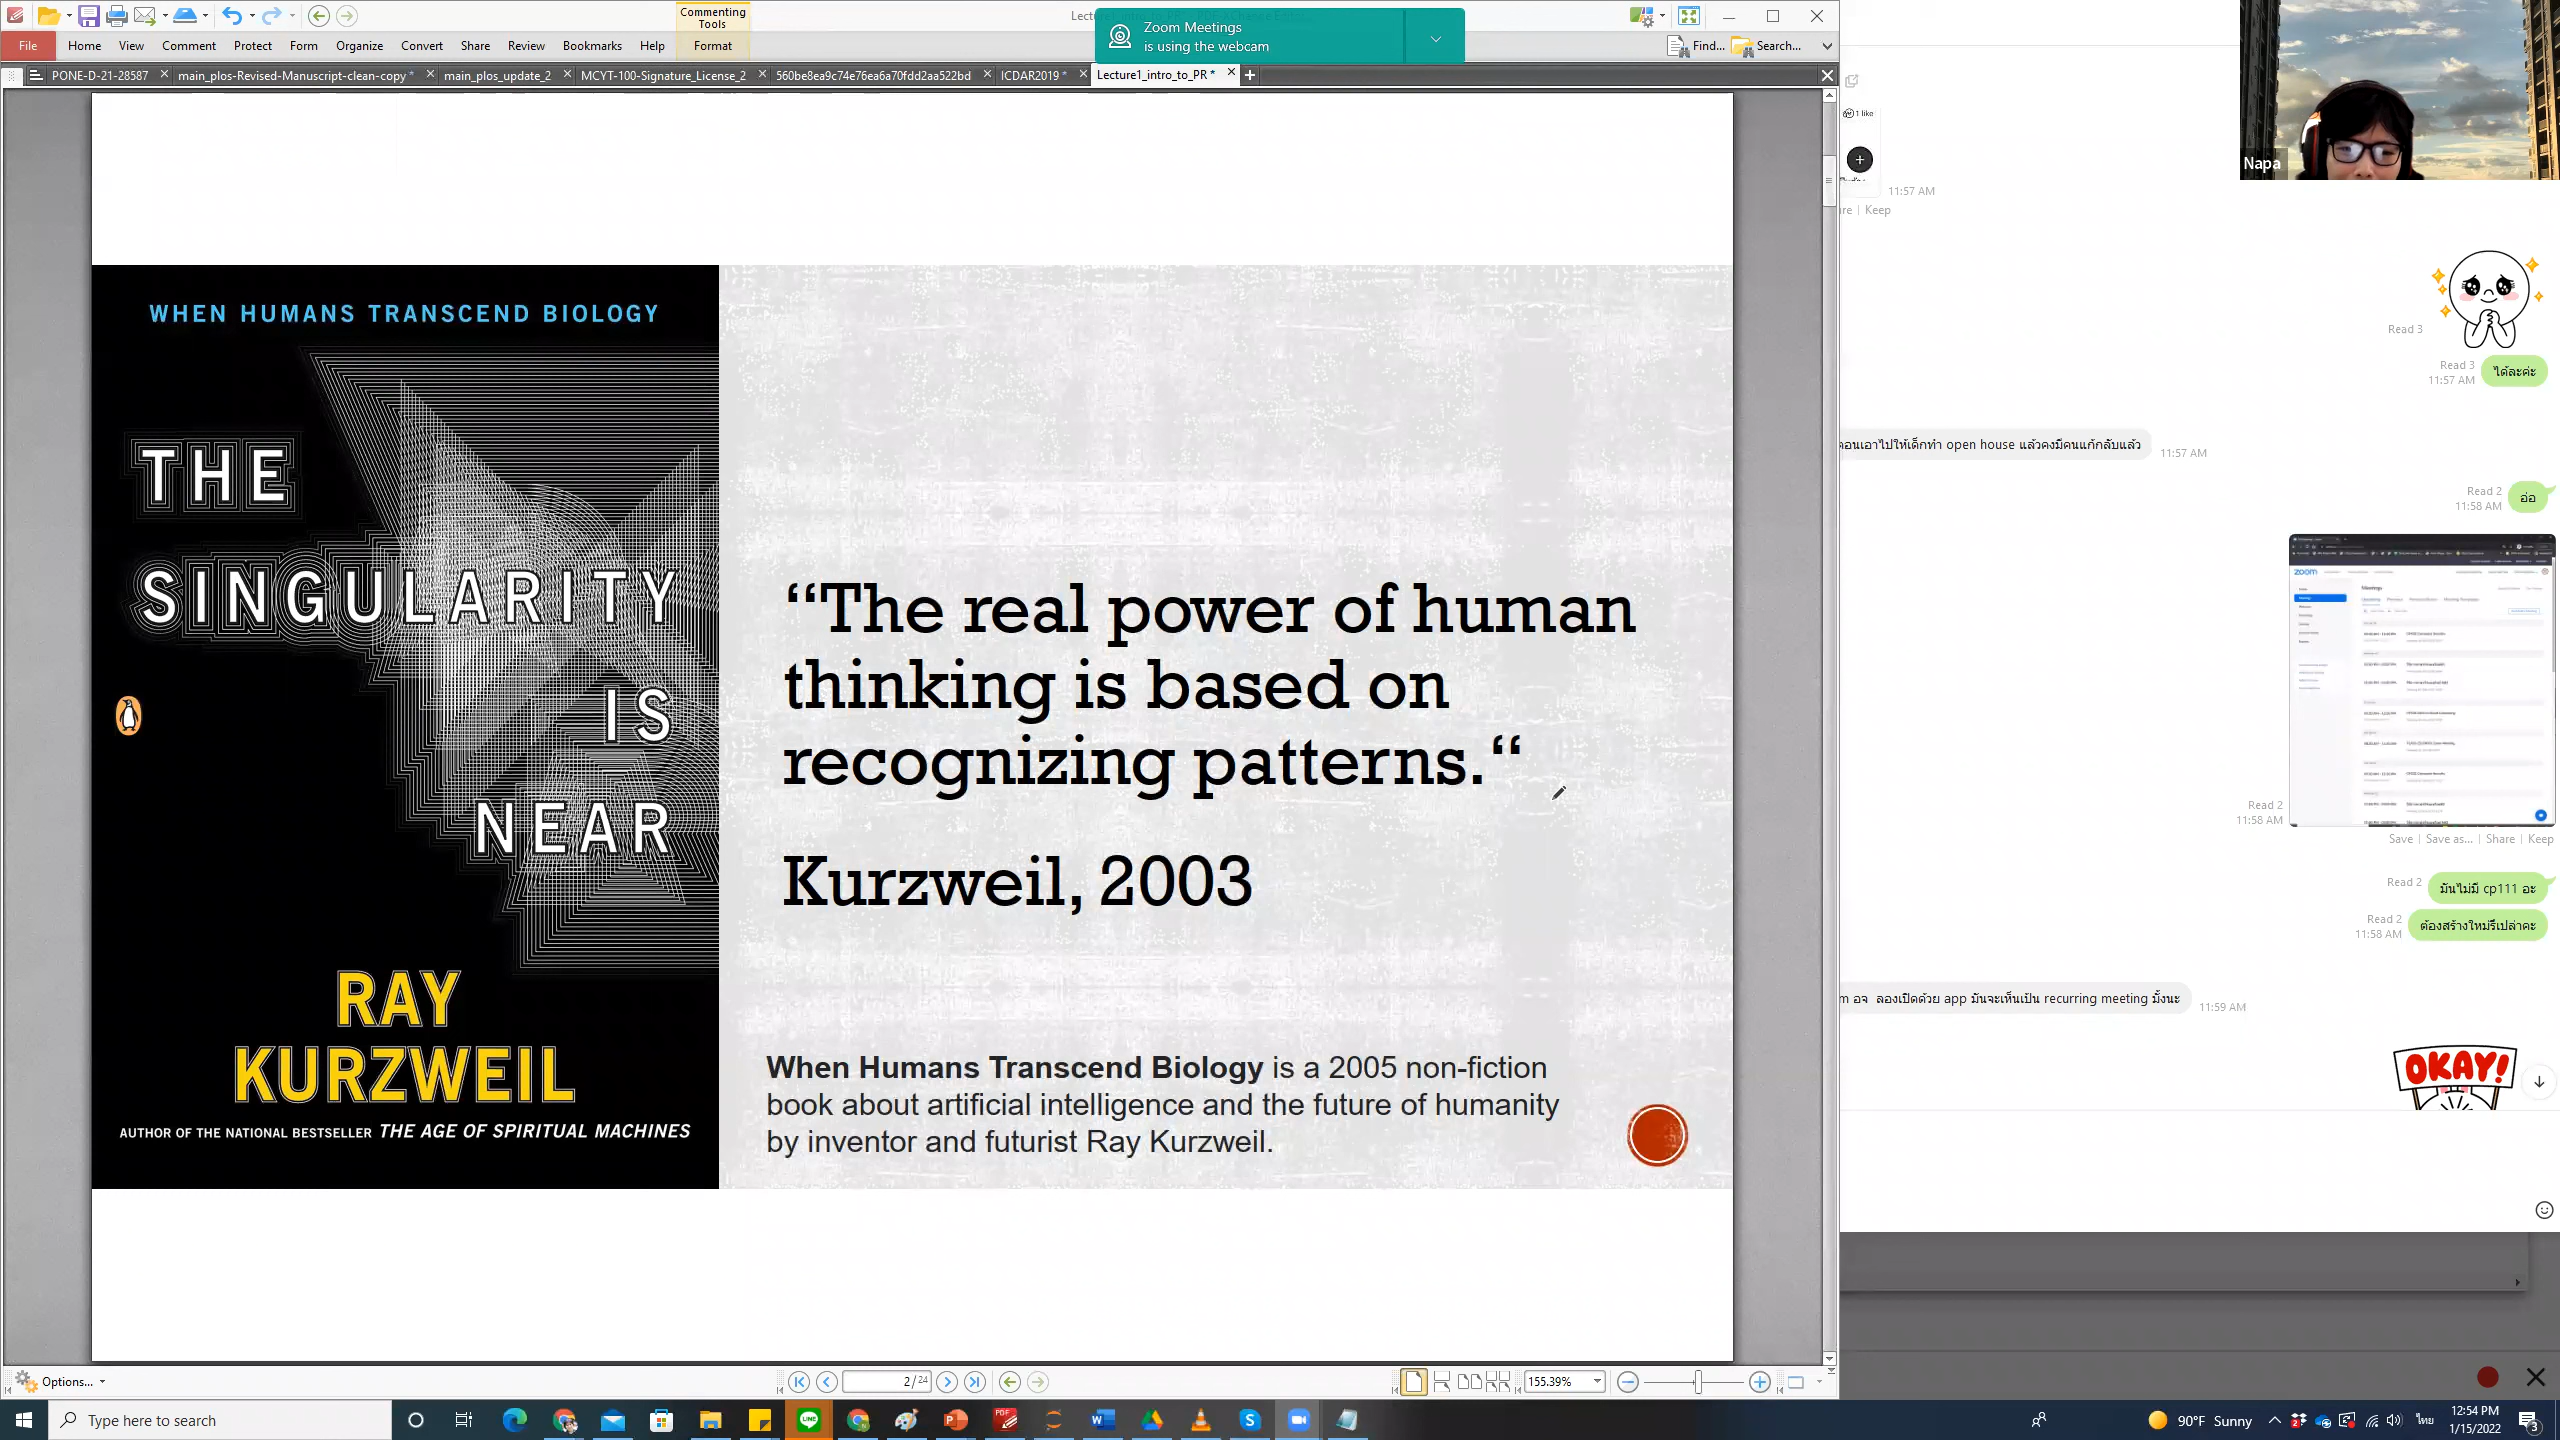 Commenting Tools
Zoom Meetings
is using the webcam
File Home View Comment Protect Form Organize Convert Share Review Bookmarks Help Format
Find... Search...
PONE-D-21-28587 main_plos-Revised-Manuscript-clean-copy * main_plos_update_2 MCYT-100-Signature_License_2 560be8ea9c74e76ea6a70fdd2aa522bd ICDAR2019 * Lecture1_intro_to_PR *
WHEN HUMANS TRANSCEND BIOLOGY
THE
SINGULARITY
IS
NEAR
RAY
KURZWEIL
AUTHOR OF THE NATIONAL BESTSELLER THE AGE OF SPIRITUAL MACHINES
“The real power of human
thinking is based on
recognizing patterns.“
Kurzweil, 2003
When Humans Transcend Biology is a 2005 non-fiction
book about artificial intelligence and the future of humanity
by inventor and futurist Ray Kurzweil.
Options...
2 / 24
155.39%
Napa
1 like
11:57 AM
Keep
Read 3
Read 3
11:57 AM
ได้ละค่ะ
open house แล้วคงมีคนแก้กลับแล้ว
11:57 AM
Read 2
11:58 AM
อ่อ
zoom
Meetings
Read 2
11:58 AM
Save | Save as... | Share | Keep
Read 2
มันไม่มี cp111 อะ
Read 2
11:58 AM
ต้องสร้างใหม่รึเปล่าคะ
อจ ลองเปิดด้วย app มันจะเห็นเป็น recurring meeting มั้งนะ
11:59 AM
OKAY!
Type here to search
90°F Sunny
ไทย
12:54 PM
1/15/2022
3